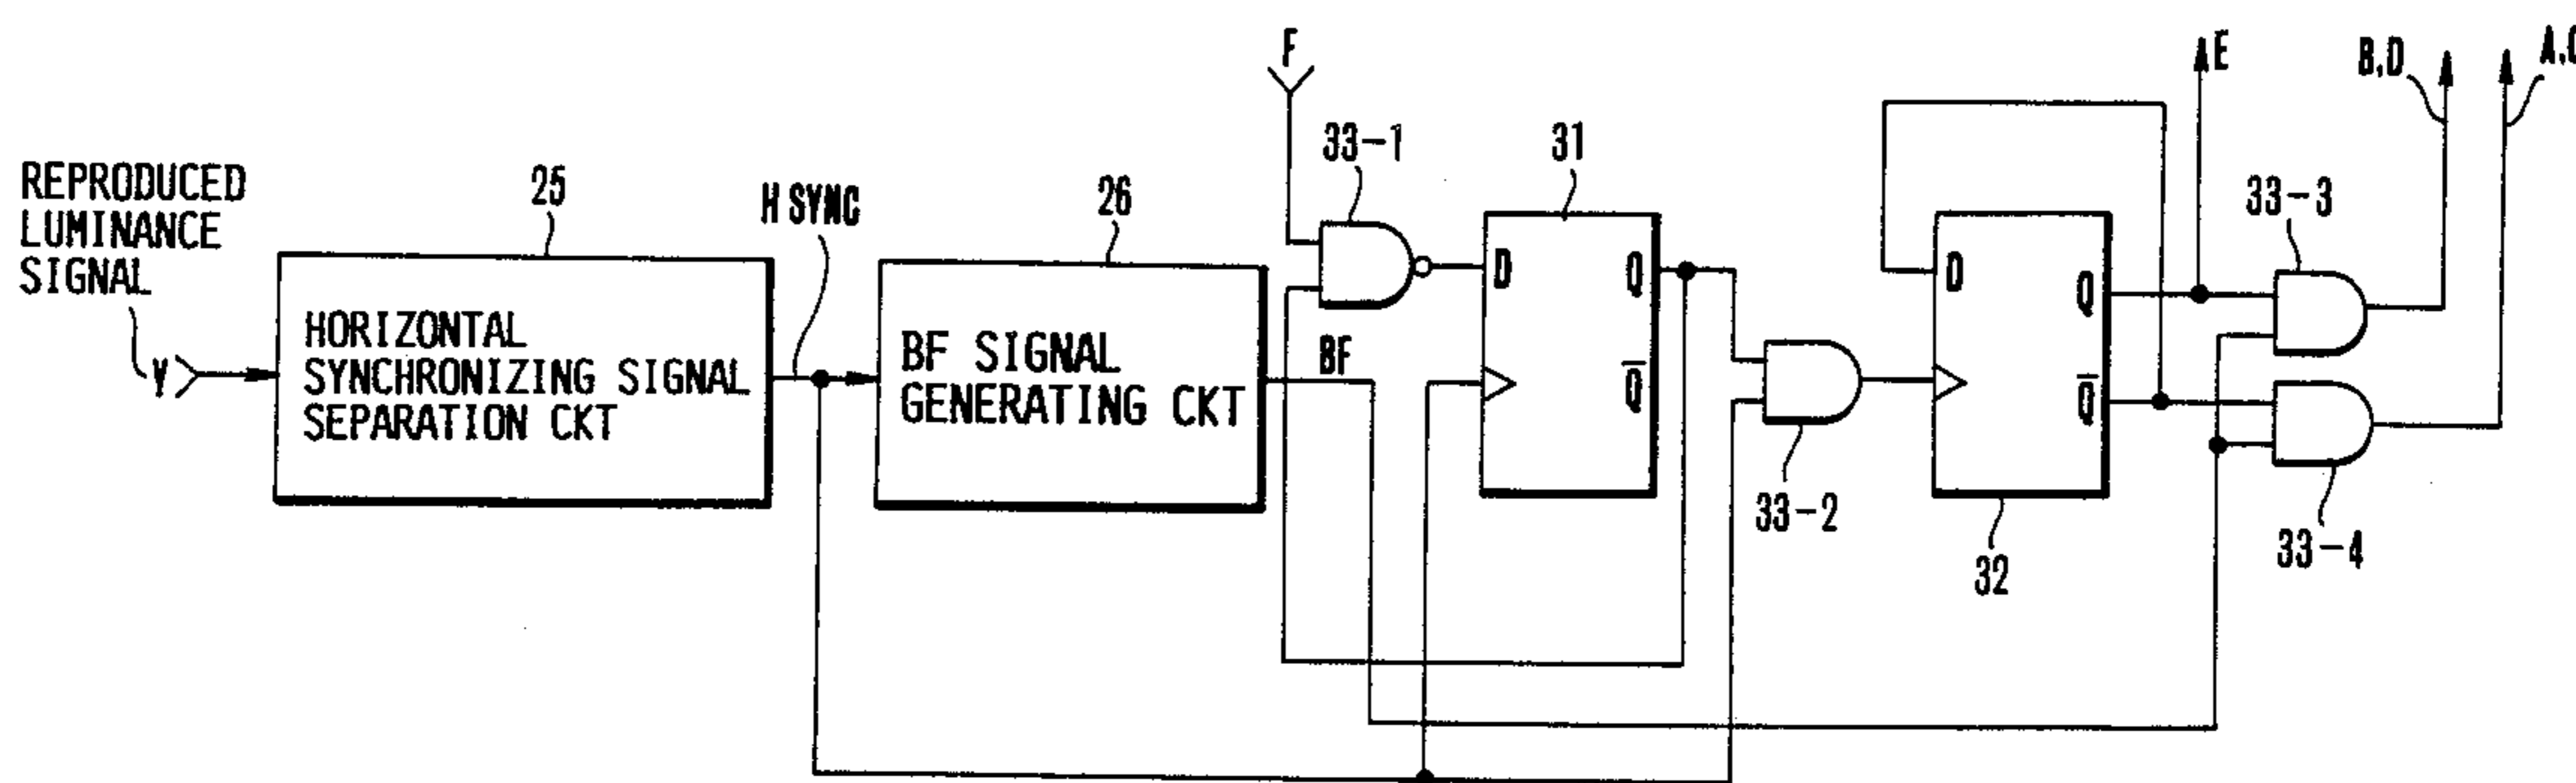 REPRODUCED
LUMINANCE
SIGNAL
Y
25
HORIZONTAL
SYNCHRONIZING SIGNAL
SEPARATION CKT
H SYNC
26
BF SIGNAL
GENERATING CKT
BF
F
33-1
31
D
Q
Q̅
33-2
32
D
Q
Q̅
E
33-3
33-4
B.D